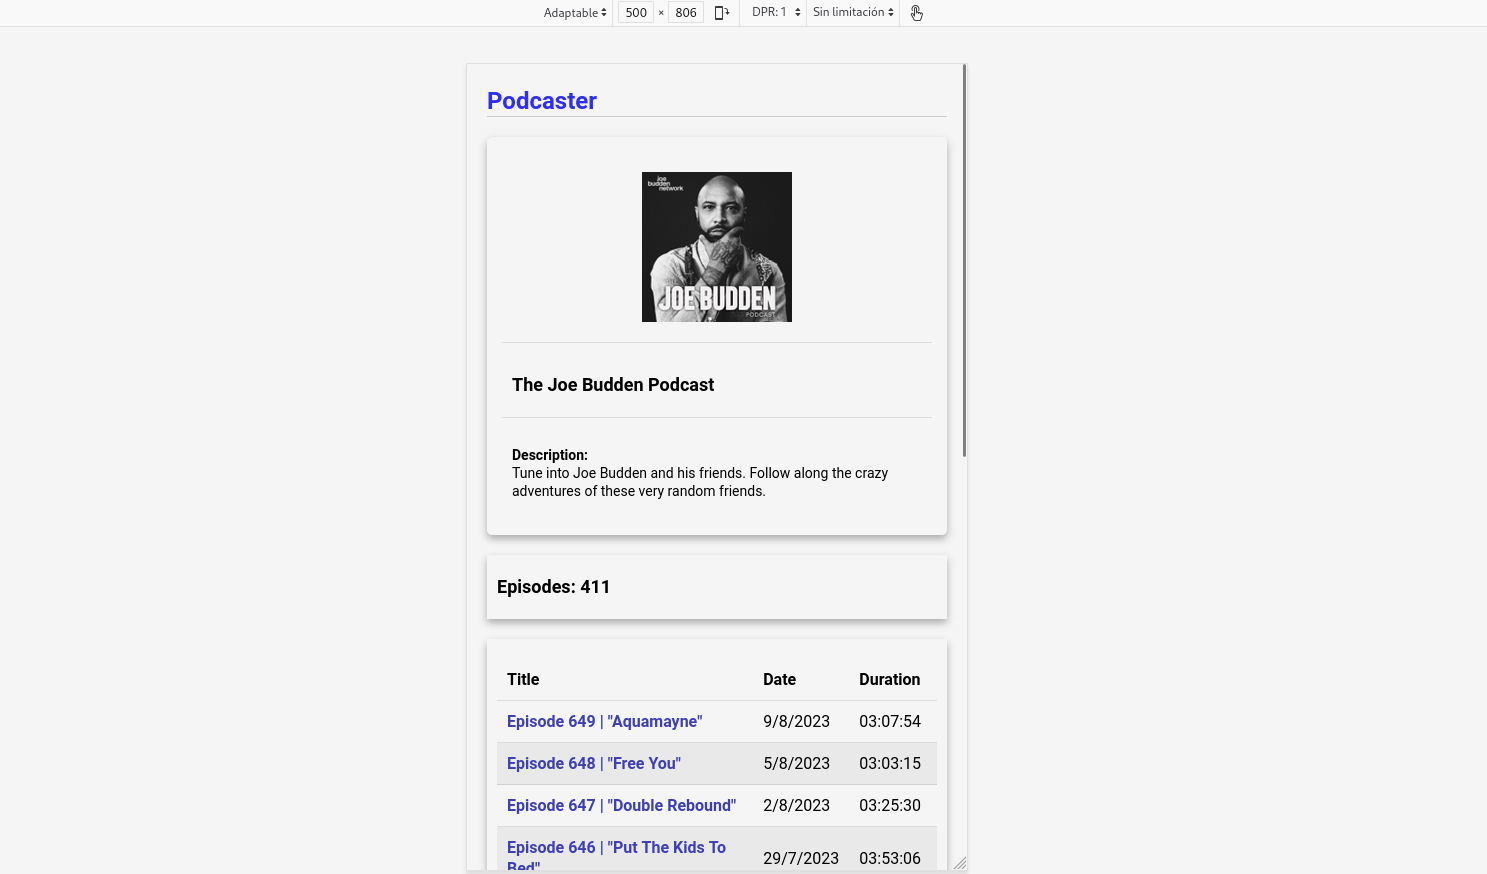 Adaptable 500 × 806 DPR: 1 Sin limitación
Podcaster
joe
budden
network
THE
JOE BUDDEN
PODCAST
The Joe Budden Podcast
Description:
Tune into Joe Budden and his friends. Follow along the crazy
adventures of these very random friends.
Episodes: 411
Title Date Duration
Episode 649 | "Aquamayne" 9/8/2023 03:07:54
Episode 648 | "Free You" 5/8/2023 03:03:15
Episode 647 | "Double Rebound" 2/8/2023 03:25:30
Episode 646 | "Put The Kids To
Bed" 29/7/2023 03:53:06